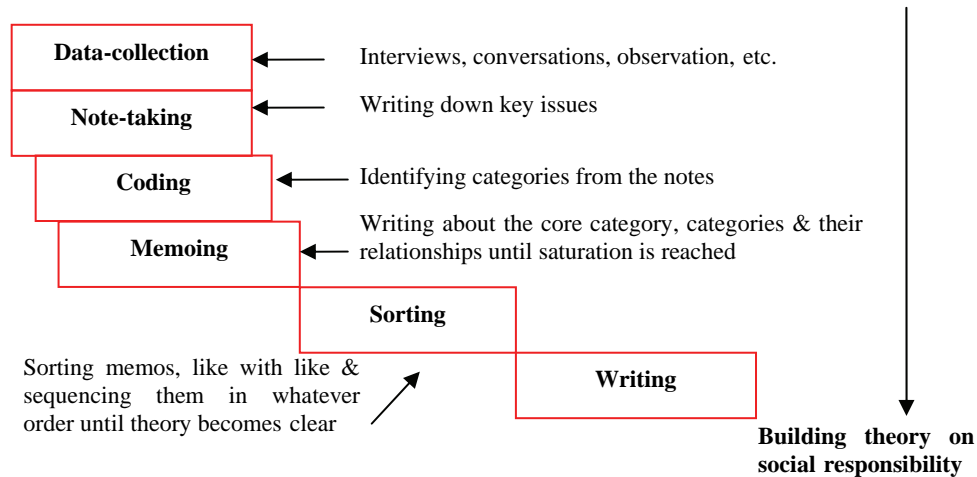 Data-collection
Interviews, conversations, observation, etc.
Note-taking
Writing down key issues
Coding
Identifying categories from the notes
Writing about the core category, categories & their
relationships until saturation is reached
Memoing
Sorting
Sorting memos, like with like &
sequencing them in whatever
order until theory becomes clear
Writing
Building theory on
social responsibility